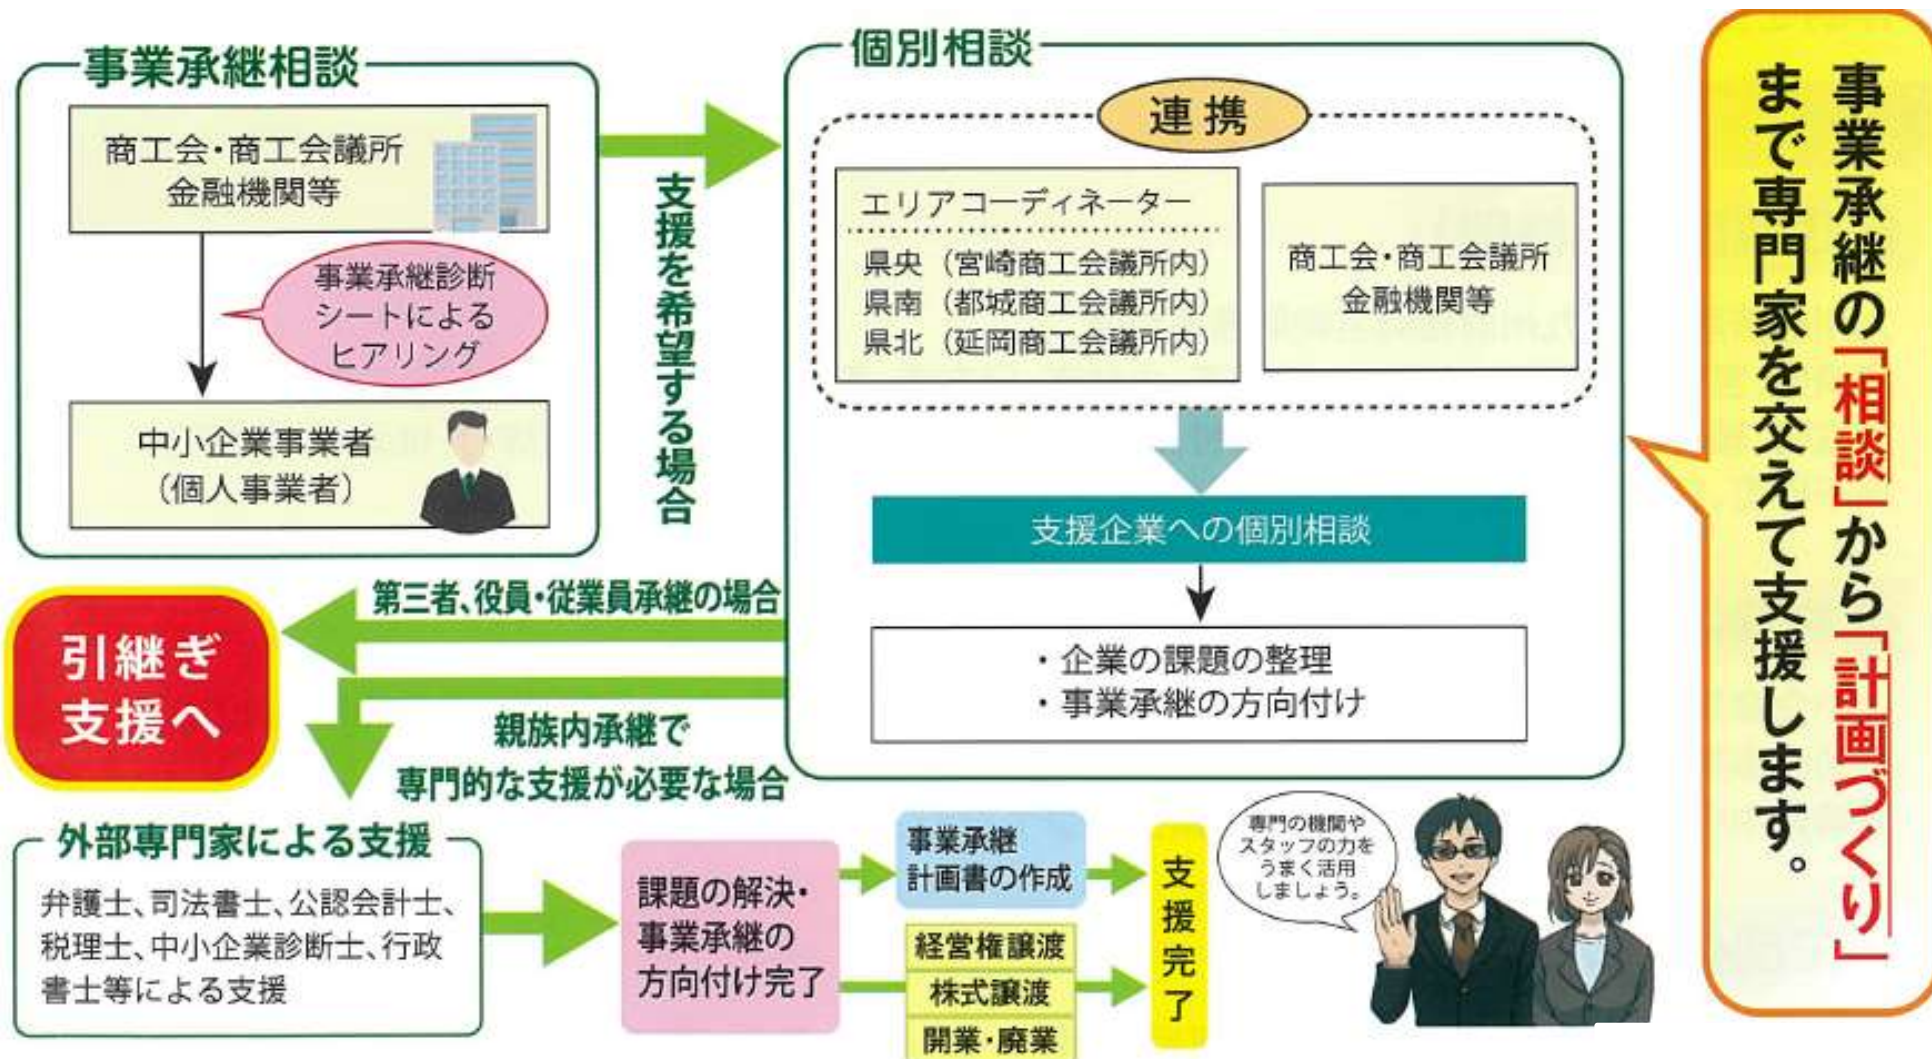 事業承継相談
商工会・商工会議所
金融機関等
事業承継診断
シートによる
ヒアリング
中小企業事業者
（個人事業者）
支援を希望する場合
個別相談
連携
エリアコーディネーター
県央（宮崎商工会議所内）
県南（都城商工会議所内）
県北（延岡商工会議所内）
商工会・商工会議所
金融機関等
支援企業への個別相談
・企業の課題の整理
・事業承継の方向付け
事業承継の「相談」から「計画づくり」
まで専門家を交えて支援します。
第三者、役員・従業員承継の場合
引継ぎ
支援へ
親族内承継で
専門的な支援が必要な場合
外部専門家による支援
弁護士、司法書士、公認会計士、
税理士、中小企業診断士、行政
書士等による支援
課題の解決・
事業承継の
方向付け完了
事業承継
計画書の作成
経営権譲渡
株式譲渡
開業・廃業
支援完了
専門の機関や
スタッフの力を
うまく活用
しましょう。